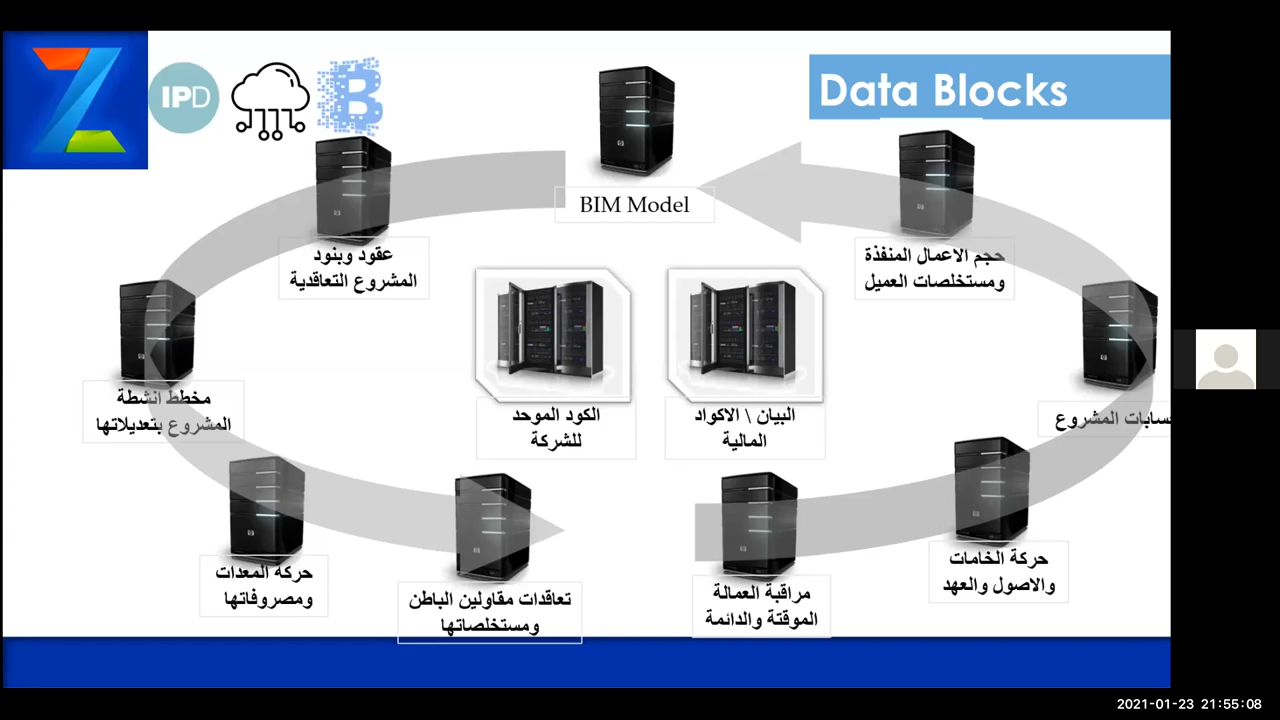 IPD
Data Blocks
BIM Model
عقود وبنود
المشروع التعاقدية
حجم الاعمال المنفذة
ومستخلصات العميل
مخطط انشطة
المشروع بتعديلاتها
الكود الموحد
للشركة
البيان \ الاكواد
المالية
سابات المشروع
حركة المعدات
ومصروفاتها
تعاقدات مقاولين الباطن
ومستخلصاتها
مراقبة العمالة
الموقتة والدائمة
حركة الخامات
والاصول والعهد
2021-01-23 21:55:08